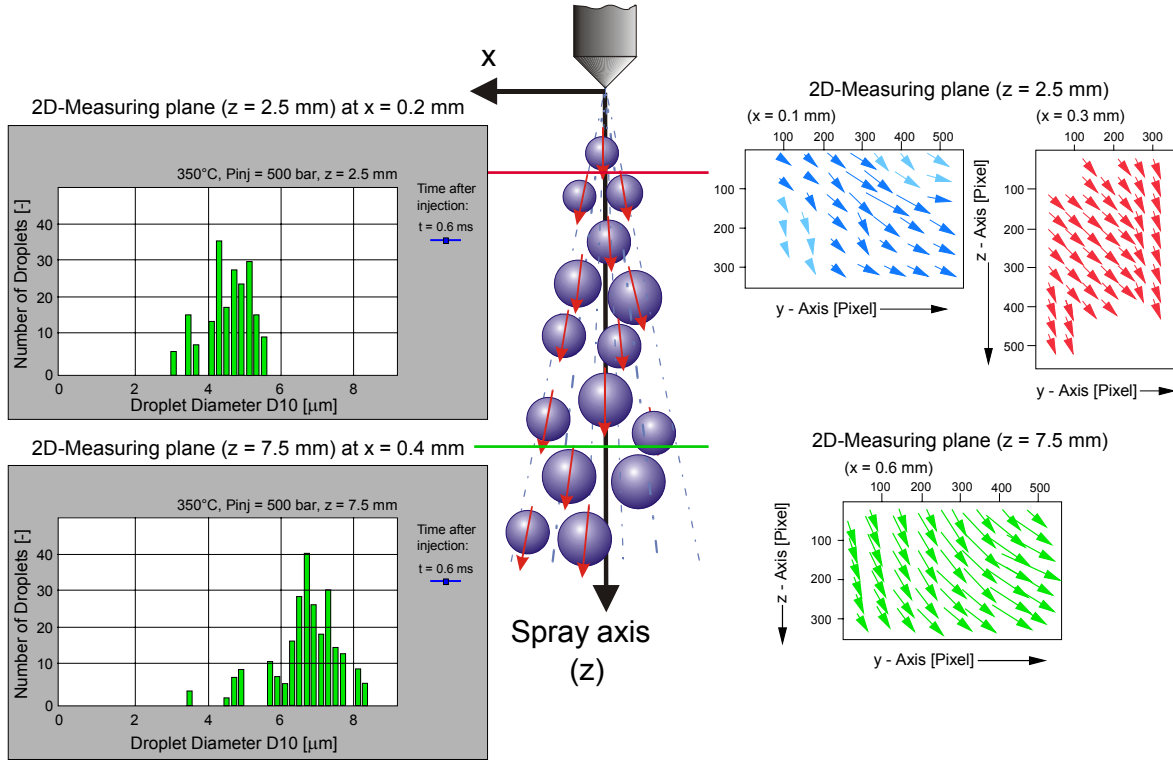 x
2D-Measuring plane (z = 2.5 mm) at x = 0.2 mm
350°C, Pinj = 500 bar, z = 2.5 mm
Time after
injection:
t = 0.6 ms
Number of Droplets [-]
40
30
20
10
0
0 2 4 6 8
Droplet Diameter D10 [μm]
2D-Measuring plane (z = 7.5 mm) at x = 0.4 mm
350°C, Pinj = 500 bar, z = 7.5 mm
Time after
injection:
t = 0.6 ms
Number of Droplets [-]
40
30
20
10
0
0 2 4 6 8
Droplet Diameter D10 [μm]
Spray axis
(z)
2D-Measuring plane (z = 2.5 mm)
(x = 0.1 mm)
100 200 300 400 500
100
200
300
y - Axis [Pixel]
z - Axis [Pixel]
(x = 0.3 mm)
100 200 300
100
200
300
400
500
y - Axis [Pixel]
2D-Measuring plane (z = 7.5 mm)
(x = 0.6 mm)
100 200 300 400 500
100
200
300
z - Axis [Pixel]
y - Axis [Pixel]